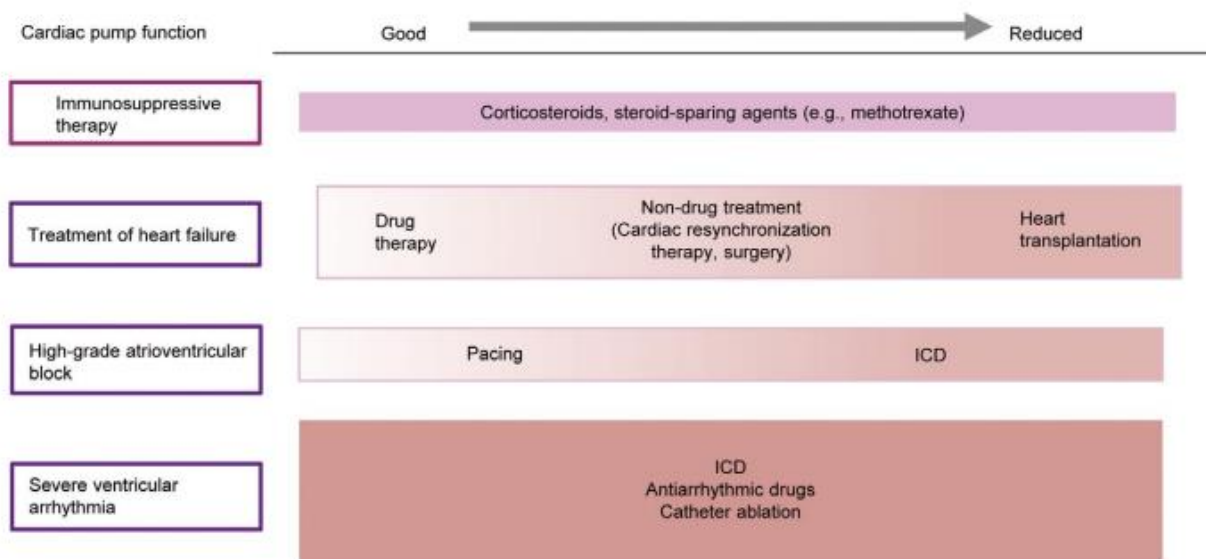 Cardiac pump function
Good
Reduced
Immunosuppressive
therapy
Corticosteroids, steroid-sparing agents (e.g., methotrexate)
Treatment of heart failure
Drug
therapy
Non-drug treatment
(Cardiac resynchronization
therapy, surgery)
Heart
transplantation
High-grade atrioventricular
block
Pacing
ICD
Severe ventricular
arrhythmia
ICD
Antiarrhythmic drugs
Catheter ablation